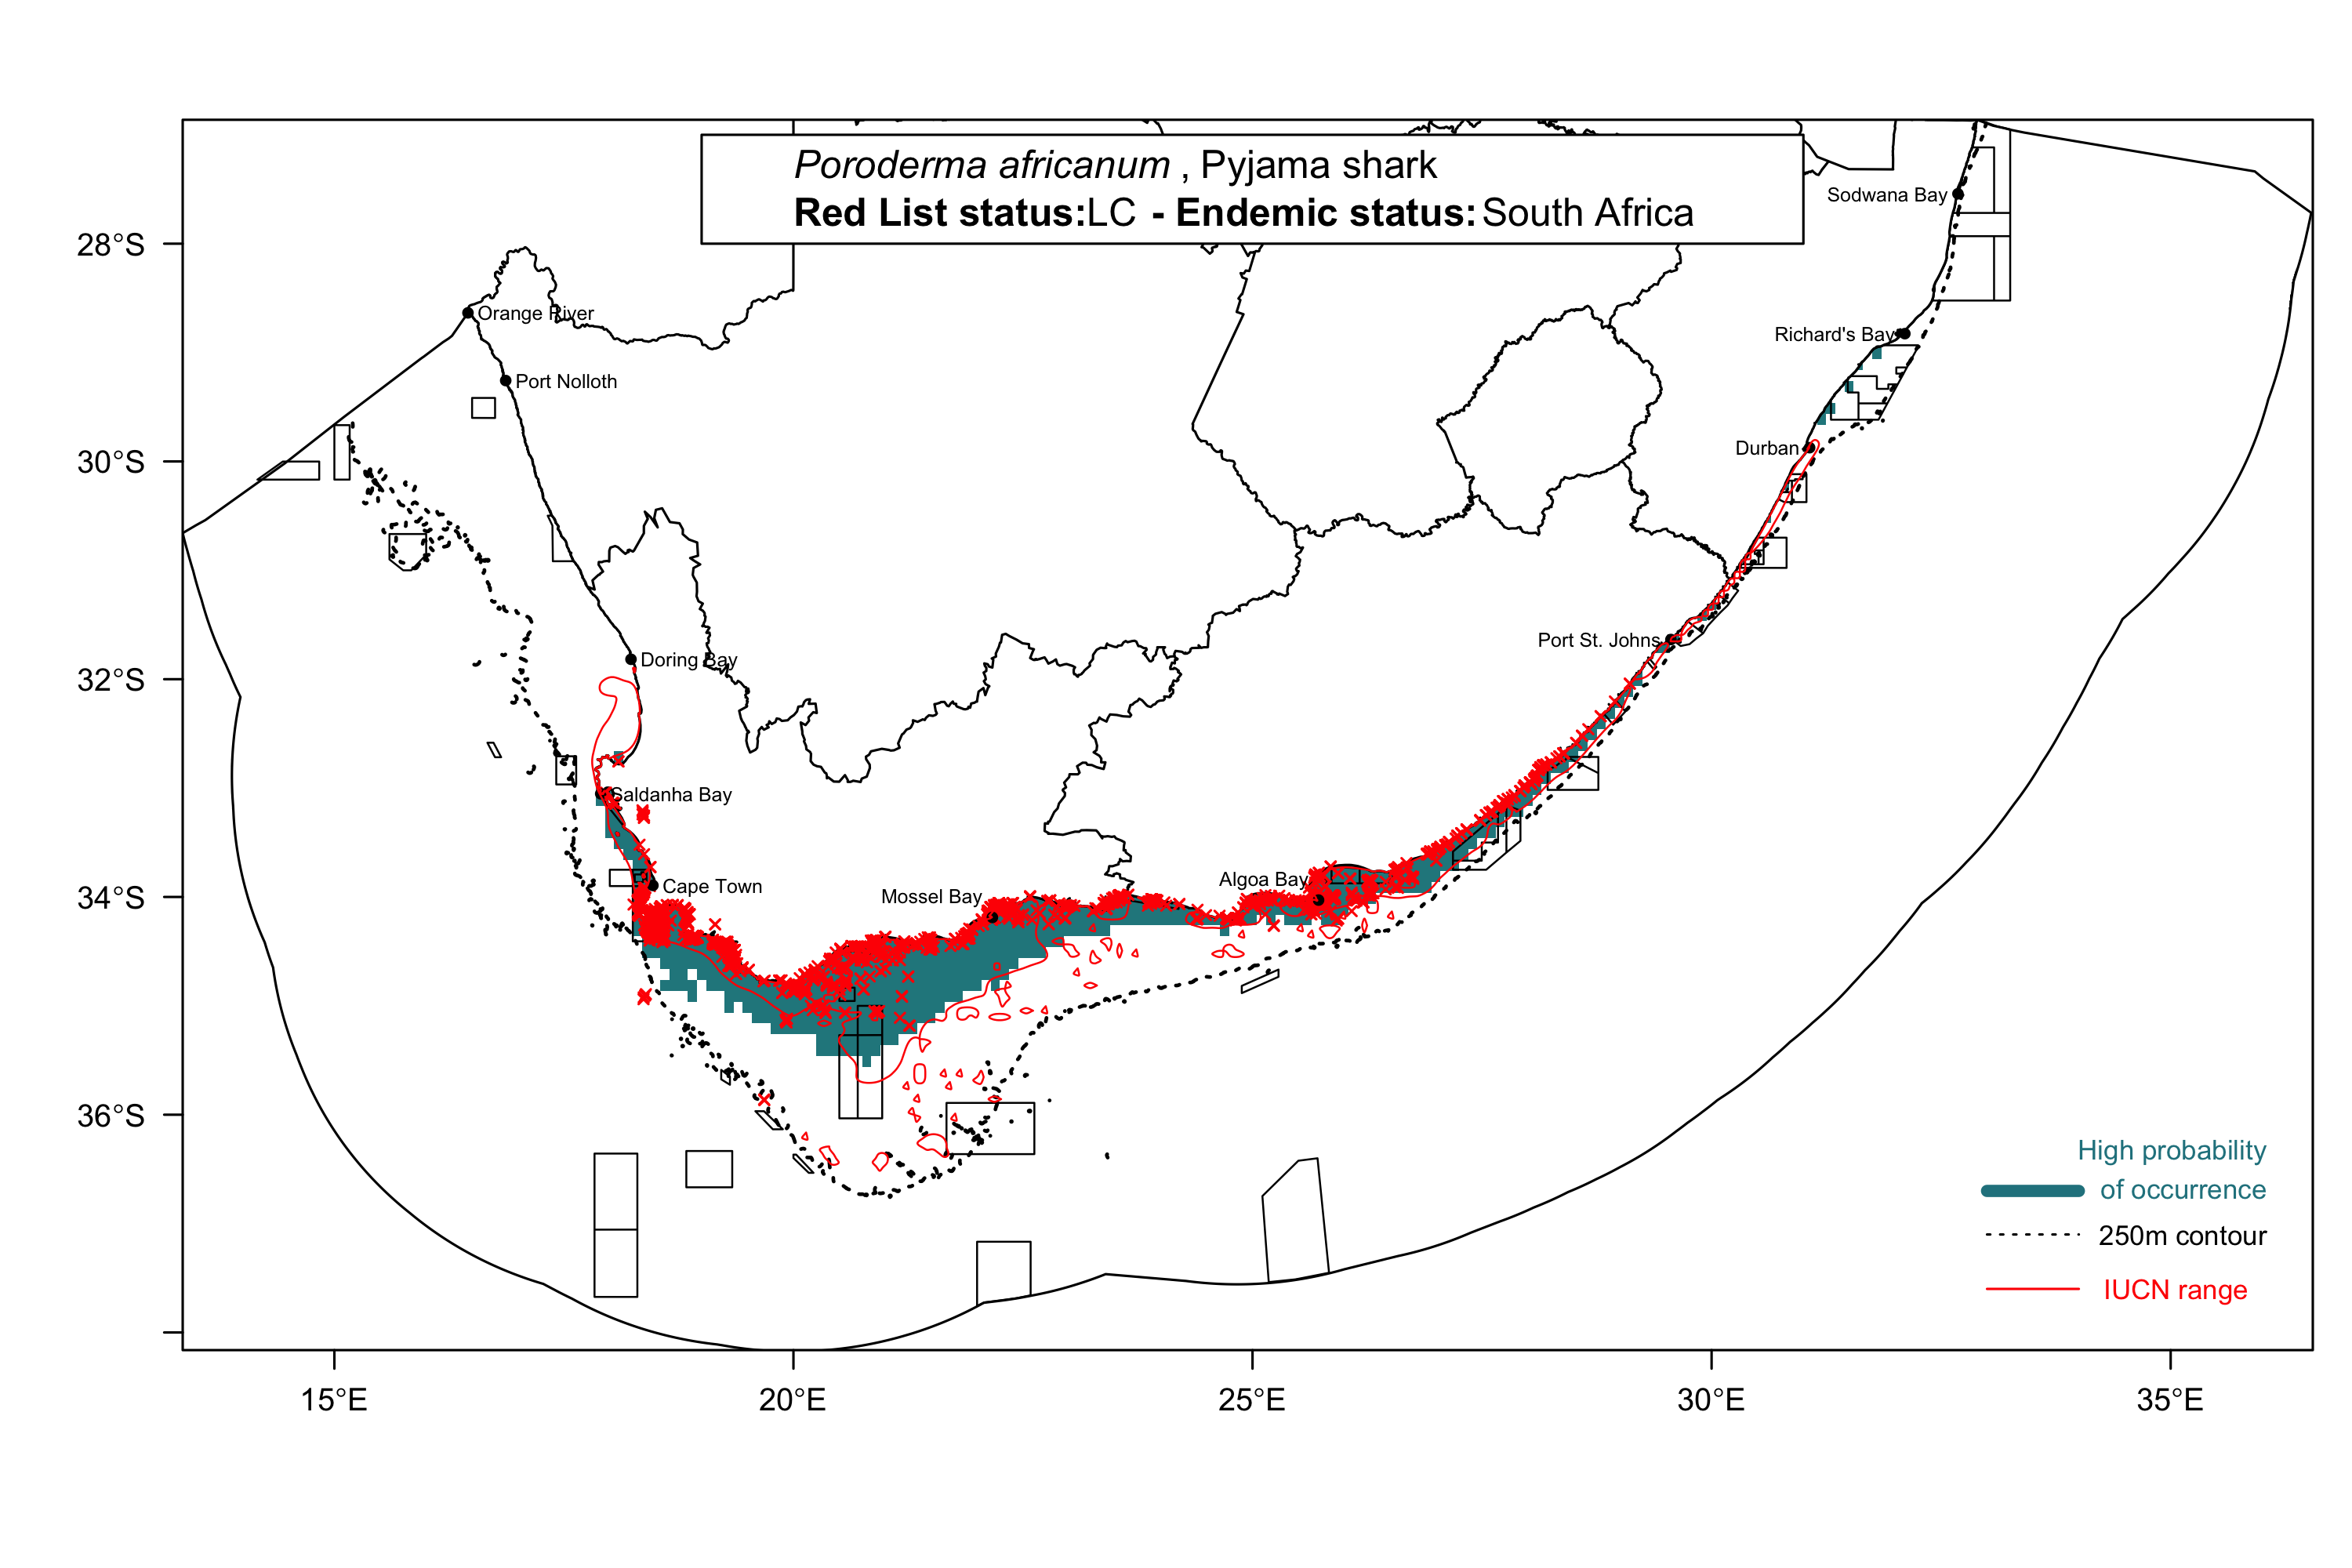 Poroderma africanum , Pyjama shark
Red List status:LC - Endemic status: South Africa
Sodwana Bay
28°S
Orange River
Richard's Bay
Port Nolloth
Durban
30°S
Port St. Johns
Doring Bay
32°S
Saldanha Bay
Cape Town
Mossel Bay
Algoa Bay
34°S
36°S
High probability
of occurrence
250m contour
IUCN range
15°E
20°E
25°E
30°E
35°E